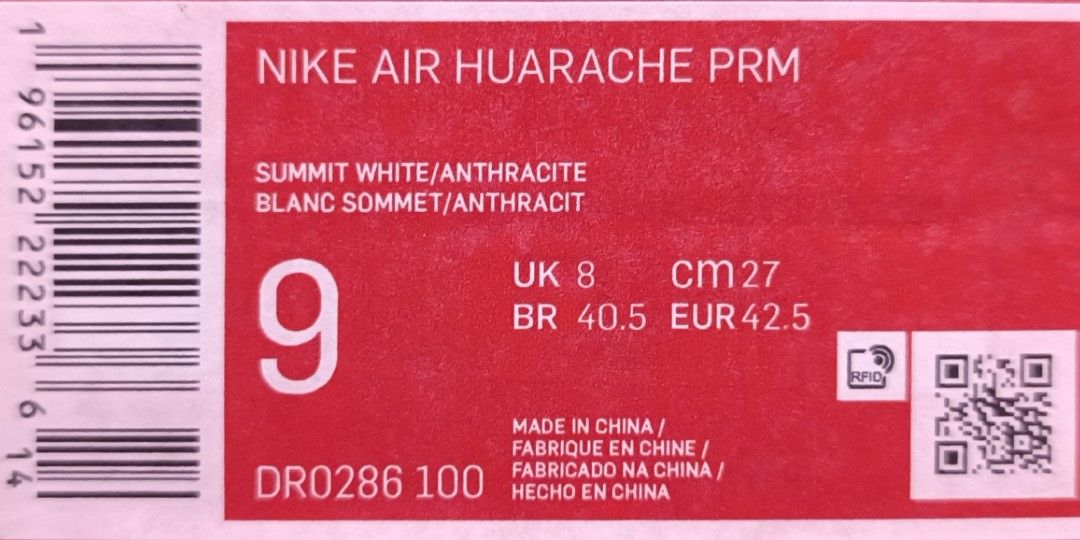 1 96152 22233 6 14
NIKE AIR HUARACHE PRM
SUMMIT WHITE/ANTHRACITE
BLANC SOMMET/ANTHRACIT
9
UK 8 cm 27
BR 40.5 EUR 42.5
RFID
MADE IN CHINA /
FABRIQUE EN CHINE /
FABRICADO NA CHINA /
HECHO EN CHINA
DR0286 100